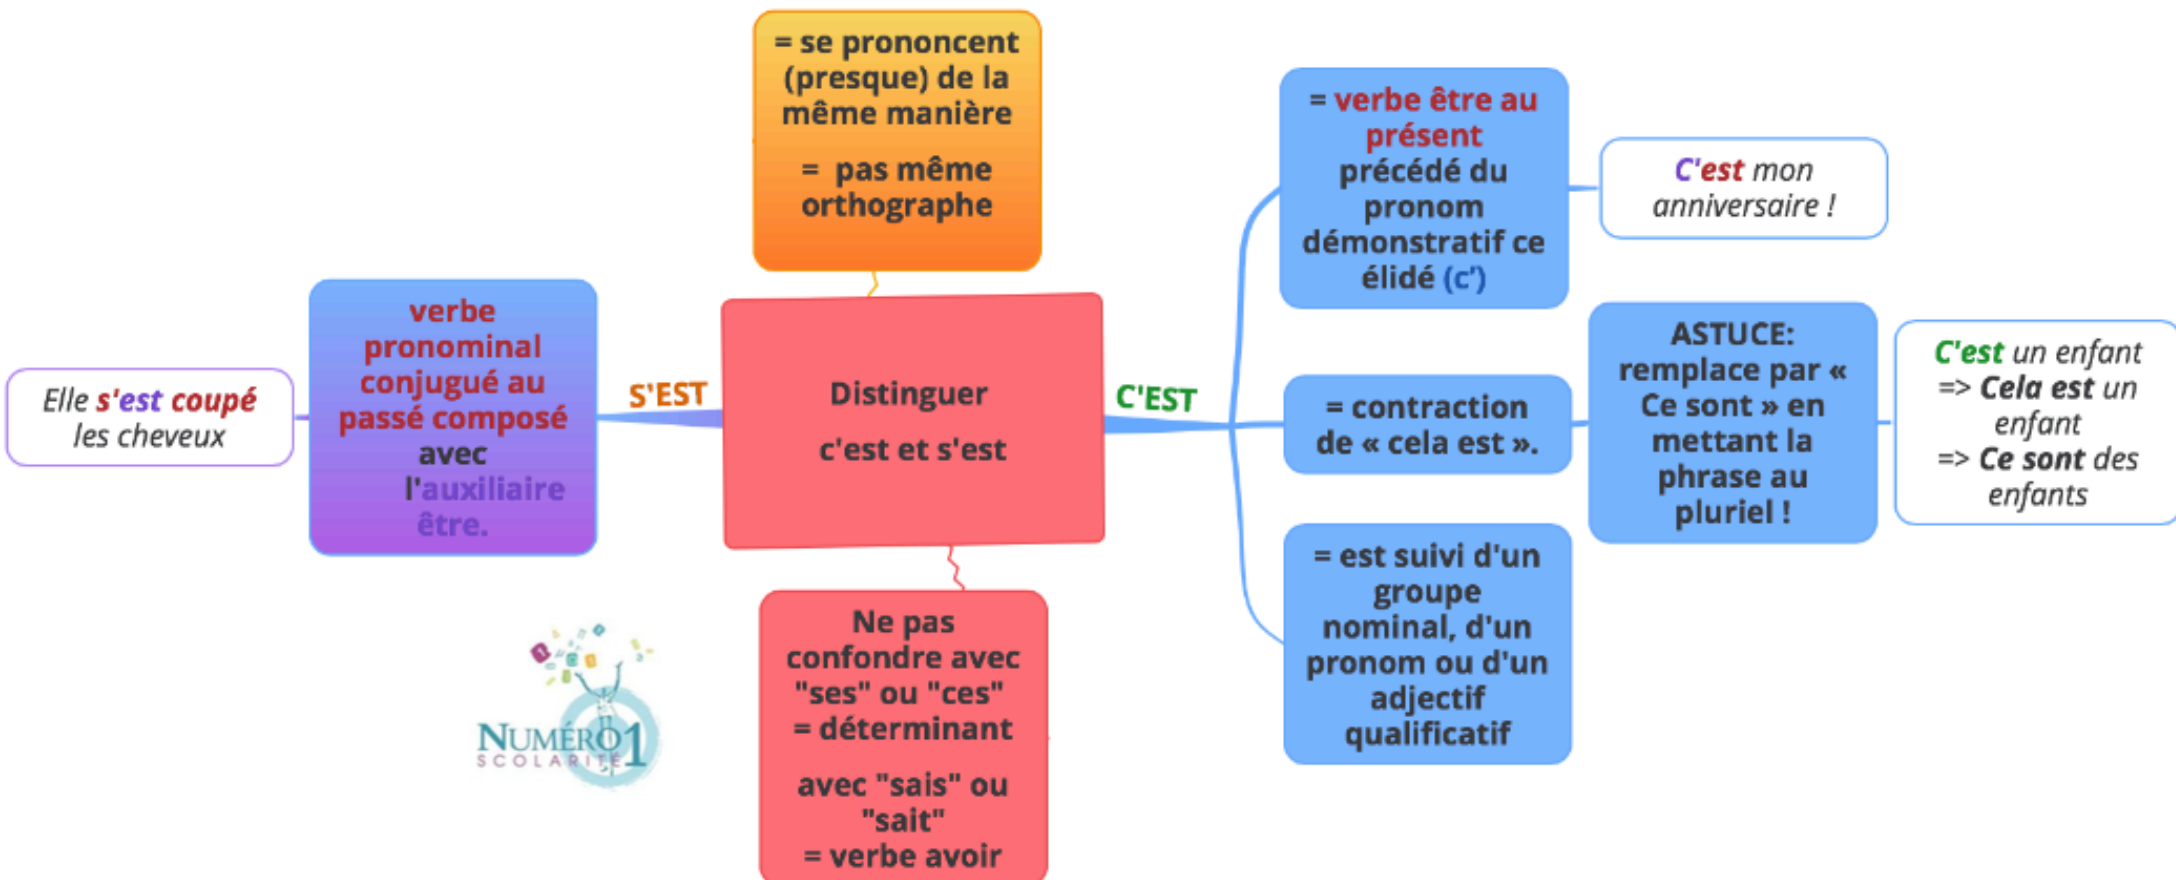 = se prononcent
(presque) de la
même manière
= pas même
orthographe
Elle s'est coupé
les cheveux
verbe
pronominal
conjugué au
passé composé
avec
l'auxiliaire
être.
S'EST
Distinguer
c'est et s'est
C'EST
= verbe être au
présent
précédé du
pronom
démonstratif ce
élidé (c')
C'est mon
anniversaire !
= contraction
de « cela est ».
ASTUCE:
remplace par «
Ce sont » en
mettant la
phrase au
pluriel !
C'est un enfant
=> Cela est un
enfant
=> Ce sont des
enfants
= est suivi d'un
groupe
nominal, d'un
pronom ou d'un
adjectif
qualificatif
Ne pas
confondre avec
"ses" ou "ces"
= déterminant
avec "sais" ou
"sait"
= verbe avoir
NUMÉRO1
SCOLARITÉ